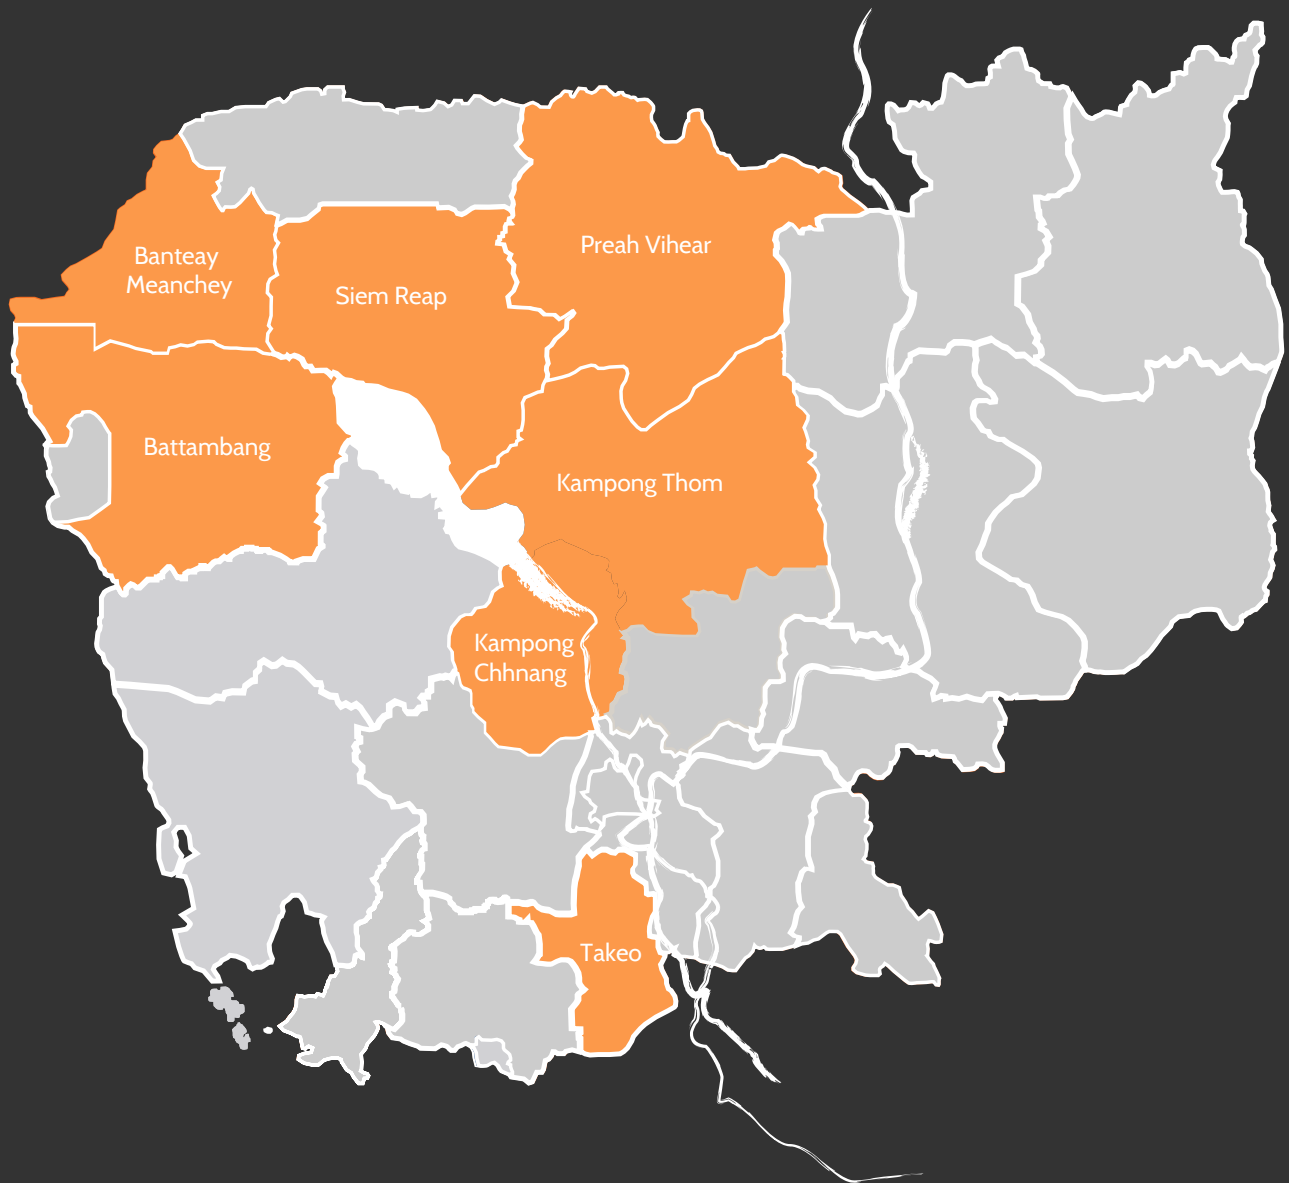 Preah Vihear
Banteay
Meanchey
Siem Reap
Battambang
Kampong Thom
Kampong
Chhnang
Takeo